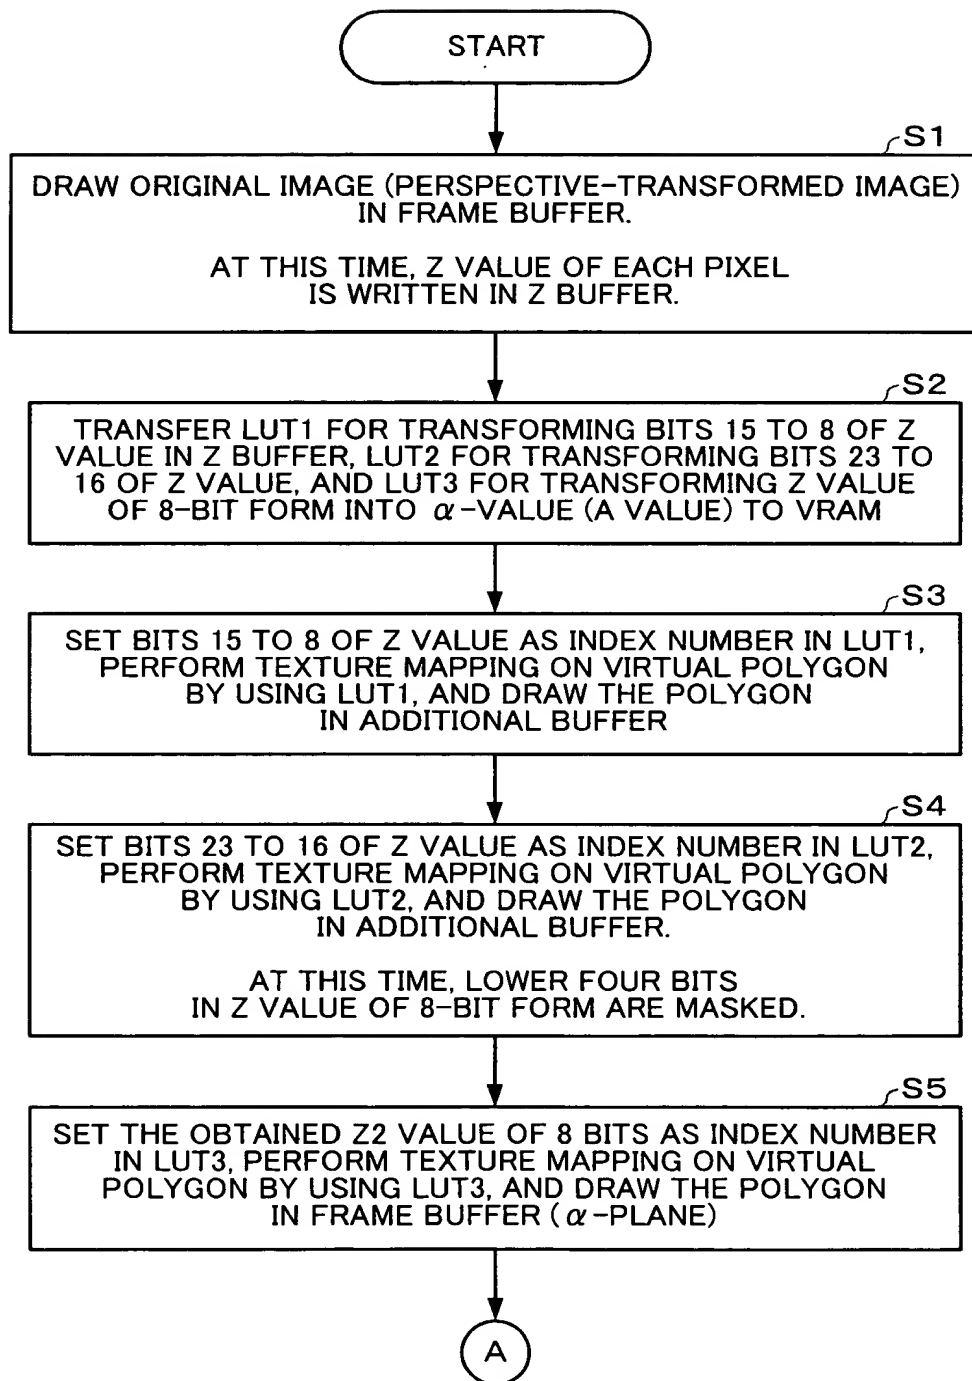 START
S1
DRAW ORIGINAL IMAGE (PERSPECTIVE-TRANSFORMED IMAGE)
IN FRAME BUFFER.
AT THIS TIME, Z VALUE OF EACH PIXEL
IS WRITTEN IN Z BUFFER.
S2
TRANSFER LUT1 FOR TRANSFORMING BITS 15 TO 8 OF Z
VALUE IN Z BUFFER, LUT2 FOR TRANSFORMING BITS 23 TO
16 OF Z VALUE, AND LUT3 FOR TRANSFORMING Z VALUE
OF 8-BIT FORM INTO α-VALUE (A VALUE) TO VRAM
S3
SET BITS 15 TO 8 OF Z VALUE AS INDEX NUMBER IN LUT1,
PERFORM TEXTURE MAPPING ON VIRTUAL POLYGON
BY USING LUT1, AND DRAW THE POLYGON
IN ADDITIONAL BUFFER
S4
SET BITS 23 TO 16 OF Z VALUE AS INDEX NUMBER IN LUT2,
PERFORM TEXTURE MAPPING ON VIRTUAL POLYGON
BY USING LUT2, AND DRAW THE POLYGON
IN ADDITIONAL BUFFER.
AT THIS TIME, LOWER FOUR BITS
IN Z VALUE OF 8-BIT FORM ARE MASKED.
S5
SET THE OBTAINED Z2 VALUE OF 8 BITS AS INDEX NUMBER
IN LUT3, PERFORM TEXTURE MAPPING ON VIRTUAL
POLYGON BY USING LUT3, AND DRAW THE POLYGON
IN FRAME BUFFER (α-PLANE)
A